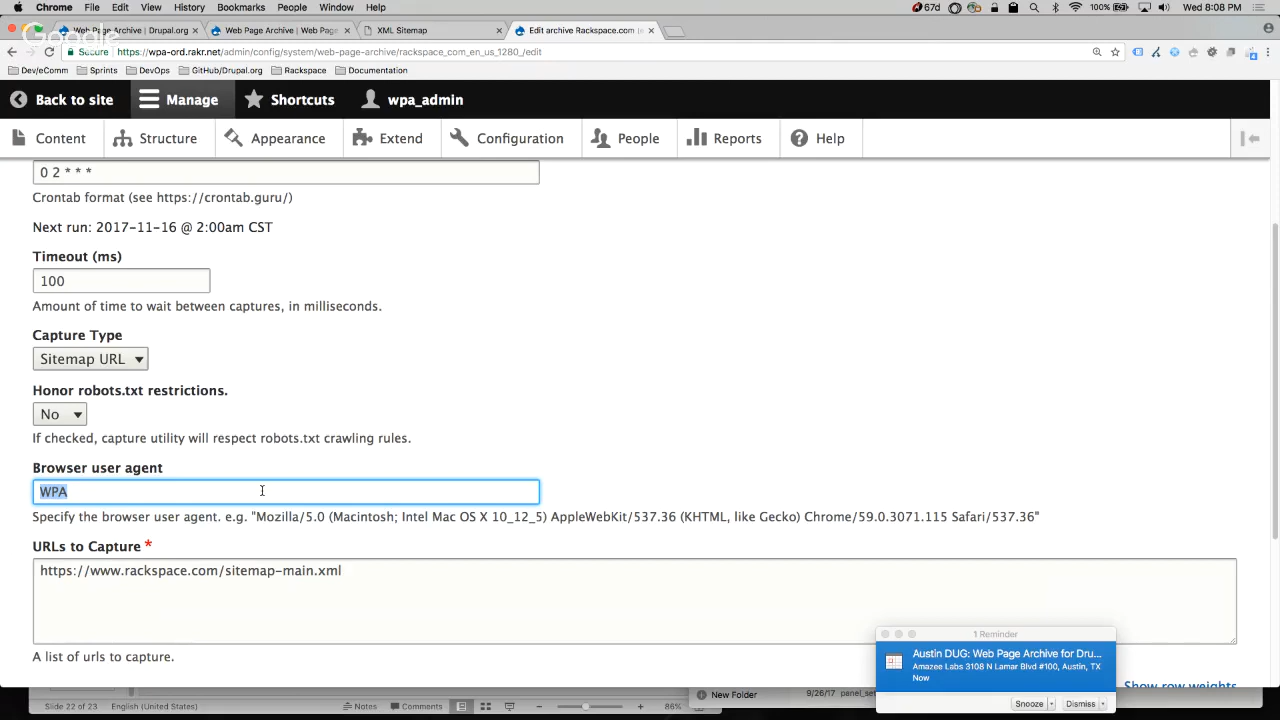 Chrome File Edit View History Bookmarks People Window Help 67d 100% Wed 8:08 PM
Web Page Archive | Drupal.org × Web Page Archive | Web Page × XML Sitemap × Edit archive Rackspace.com ×
Google
Secure https://wpa-ord.rakr.net/admin/config/system/web-page-archive/rackspace_com_en_us_1280_/edit
Dev/eComm Sprints DevOps GitHub/Drupal.org Rackspace Documentation
Back to site Manage Shortcuts wpa_admin
Content Structure Appearance Extend Configuration People Reports Help
0 2 * * *
Crontab format (see https://crontab.guru/)
Next run: 2017-11-16 @ 2:00am CST
Timeout (ms)
100
Amount of time to wait between captures, in milliseconds.
Capture Type
Sitemap URL
Honor robots.txt restrictions.
No
If checked, capture utility will respect robots.txt crawling rules.
Browser user agent
WPA
Specify the browser user agent. e.g. "Mozilla/5.0 (Macintosh; Intel Mac OS X 10_12_5) AppleWebKit/537.36 (KHTML, like Gecko) Chrome/59.0.3071.115 Safari/537.36"
URLs to Capture *
https://www.rackspace.com/sitemap-main.xml
A list of urls to capture.
1 Reminder
Austin DUG: Web Page Archive for Dru...
Amazee Labs 3108 N Lamar Blvd #100, Austin, TX
Now
Snooze Dismiss
Show row weights
New Folder 9/26/17 panel_set
Slide 22 of 23 English (United States) Notes Comments 86%